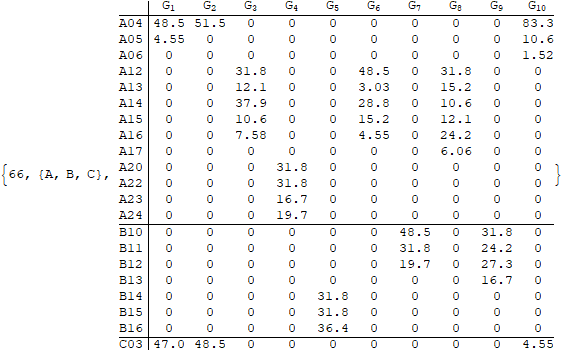 G1 G2 G3 G4 G5 G6 G7 G8 G9 G10
A04 48.5 51.5 0 0 0 0 0 0 0 83.3
A05 4.55 0 0 0 0 0 0 0 0 10.6
A06 0 0 0 0 0 0 0 0 0 1.52
A12 0 0 31.8 0 0 48.5 0 31.8 0 0
A13 0 0 12.1 0 0 3.03 0 15.2 0 0
A14 0 0 37.9 0 0 28.8 0 10.6 0 0
A15 0 0 10.6 0 0 15.2 0 12.1 0 0
A16 0 0 7.58 0 0 4.55 0 24.2 0 0
A17 0 0 0 0 0 0 0 6.06 0 0
{66, {A, B, C}, A20 0 0 0 31.8 0 0 0 0 0 0 }
A22 0 0 0 31.8 0 0 0 0 0 0
A23 0 0 0 16.7 0 0 0 0 0 0
A24 0 0 0 19.7 0 0 0 0 0 0
B10 0 0 0 0 0 0 48.5 0 31.8 0
B11 0 0 0 0 0 0 31.8 0 24.2 0
B12 0 0 0 0 0 0 19.7 0 27.3 0
B13 0 0 0 0 0 0 0 0 16.7 0
B14 0 0 0 0 31.8 0 0 0 0 0
B15 0 0 0 0 31.8 0 0 0 0 0
B16 0 0 0 0 36.4 0 0 0 0 0
C03 47.0 48.5 0 0 0 0 0 0 0 4.55